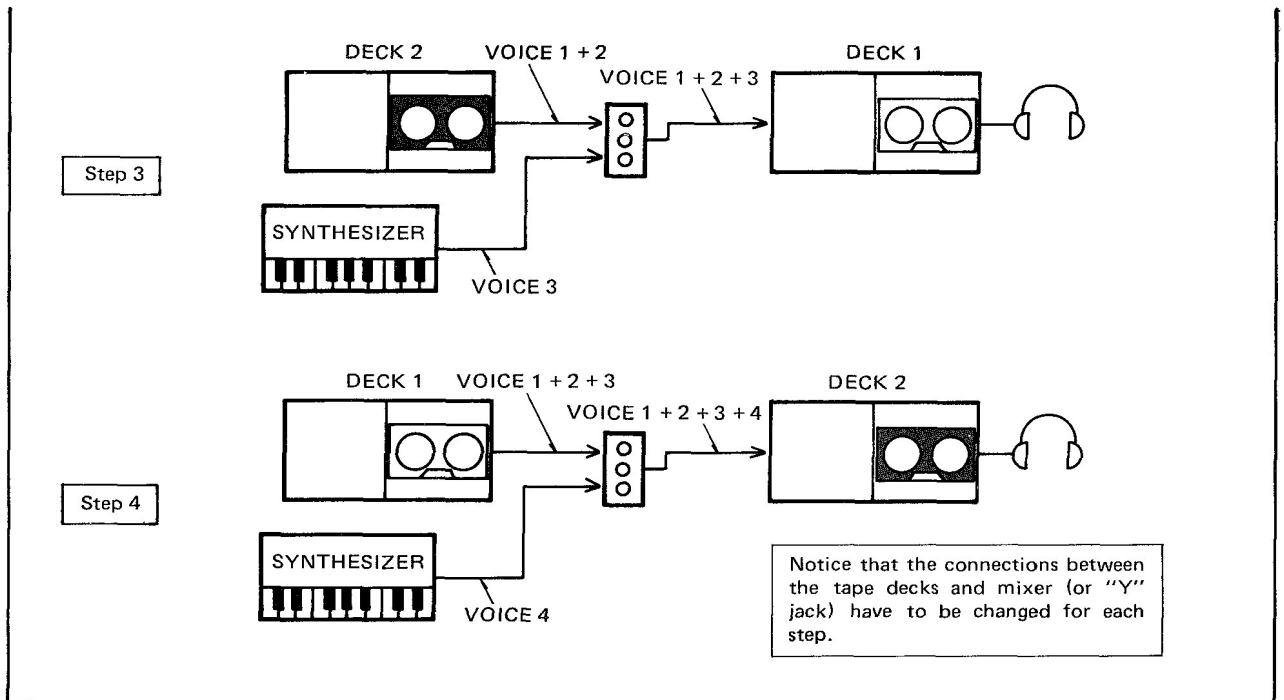 DECK 2
VOICE 1 + 2
DECK 1
VOICE 1 + 2 + 3
Step 3
SYNTHESIZER
VOICE 3
DECK 1
VOICE 1 + 2 + 3
DECK 2
VOICE 1 + 2 + 3 + 4
Step 4
SYNTHESIZER
VOICE 4
Notice that the connections between
the tape decks and mixer (or "Y"
jack) have to be changed for each
step.